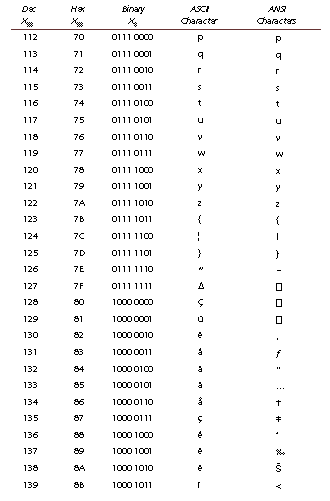 Dec Hex Binary ASCII ANSI
X X X Character Characters
112 70 0111 0000 p p
113 71 0111 0001 q q
114 72 0111 0010 r r
115 73 0111 0011 s s
116 74 0111 0100 t t
117 75 0111 0101 u u
118 76 0111 0110 v v
119 77 0111 0111 w w
120 78 0111 1000 x x
121 79 0111 1001 y y
122 7A 0111 1010 z z
123 7B 0111 1011 { {
124 7C 0111 1100 ¦ |
125 7D 0111 1101 } }
126 7E 0111 1110 ~ ~
127 7F 0111 1111 Δ □
128 80 1000 0000 Ç □
129 81 1000 0001 ü □
130 82 1000 0010 é ‚
131 83 1000 0011 â ƒ
132 84 1000 0100 ä „
133 85 1000 0101 à …
134 86 1000 0110 å †
135 87 1000 0111 ç ‡
136 88 1000 1000 ê ˆ
137 89 1000 1001 ë ‰
138 8A 1000 1010 è Š
139 8B 1000 1011 ï ‹